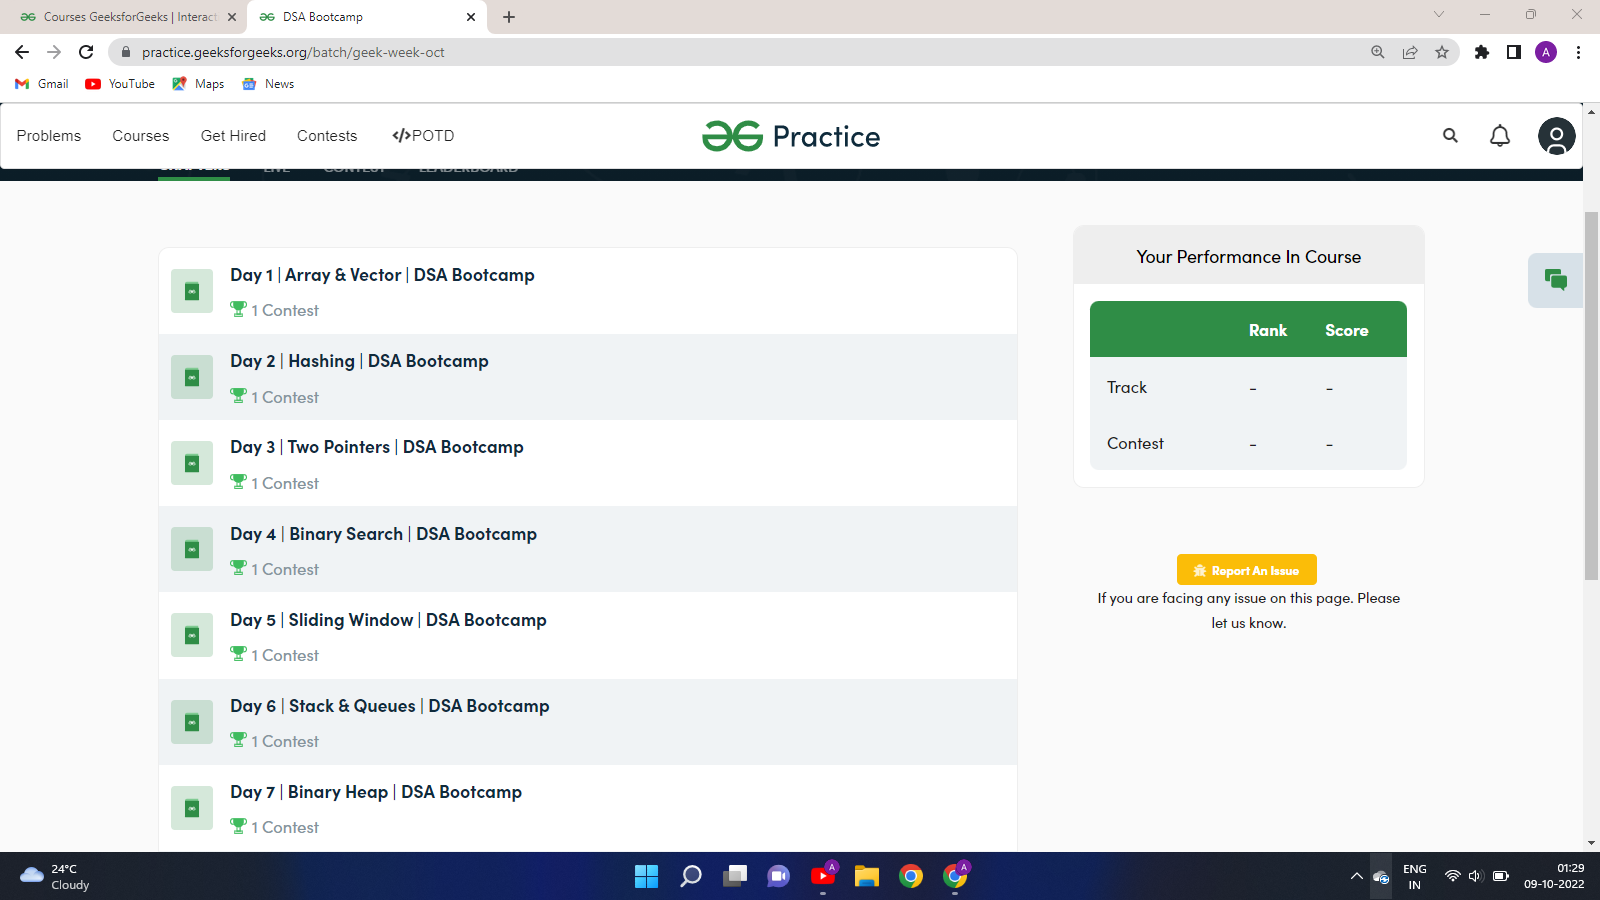 Courses GeeksforGeeks | Interact
DSA Bootcamp
practice.geeksforgeeks.org/batch/geek-week-oct
A
Gmail
YouTube
Maps
News
Problems
Courses
Get Hired
Contests
</>POTD
Practice
CHAPTERS
LIVE
CONTEST
LEADERBOARD
Day 1 | Array & Vector | DSA Bootcamp
1 Contest
Day 2 | Hashing | DSA Bootcamp
1 Contest
Day 3 | Two Pointers | DSA Bootcamp
1 Contest
Day 4 | Binary Search | DSA Bootcamp
1 Contest
Day 5 | Sliding Window | DSA Bootcamp
1 Contest
Day 6 | Stack & Queues | DSA Bootcamp
1 Contest
Day 7 | Binary Heap | DSA Bootcamp
1 Contest
Your Performance In Course
Rank Score
Track - -
Contest - -
Report An Issue
If you are facing any issue on this page. Please
let us know.
24°C
Cloudy
A
A
ENG
IN
01:29
09-10-2022